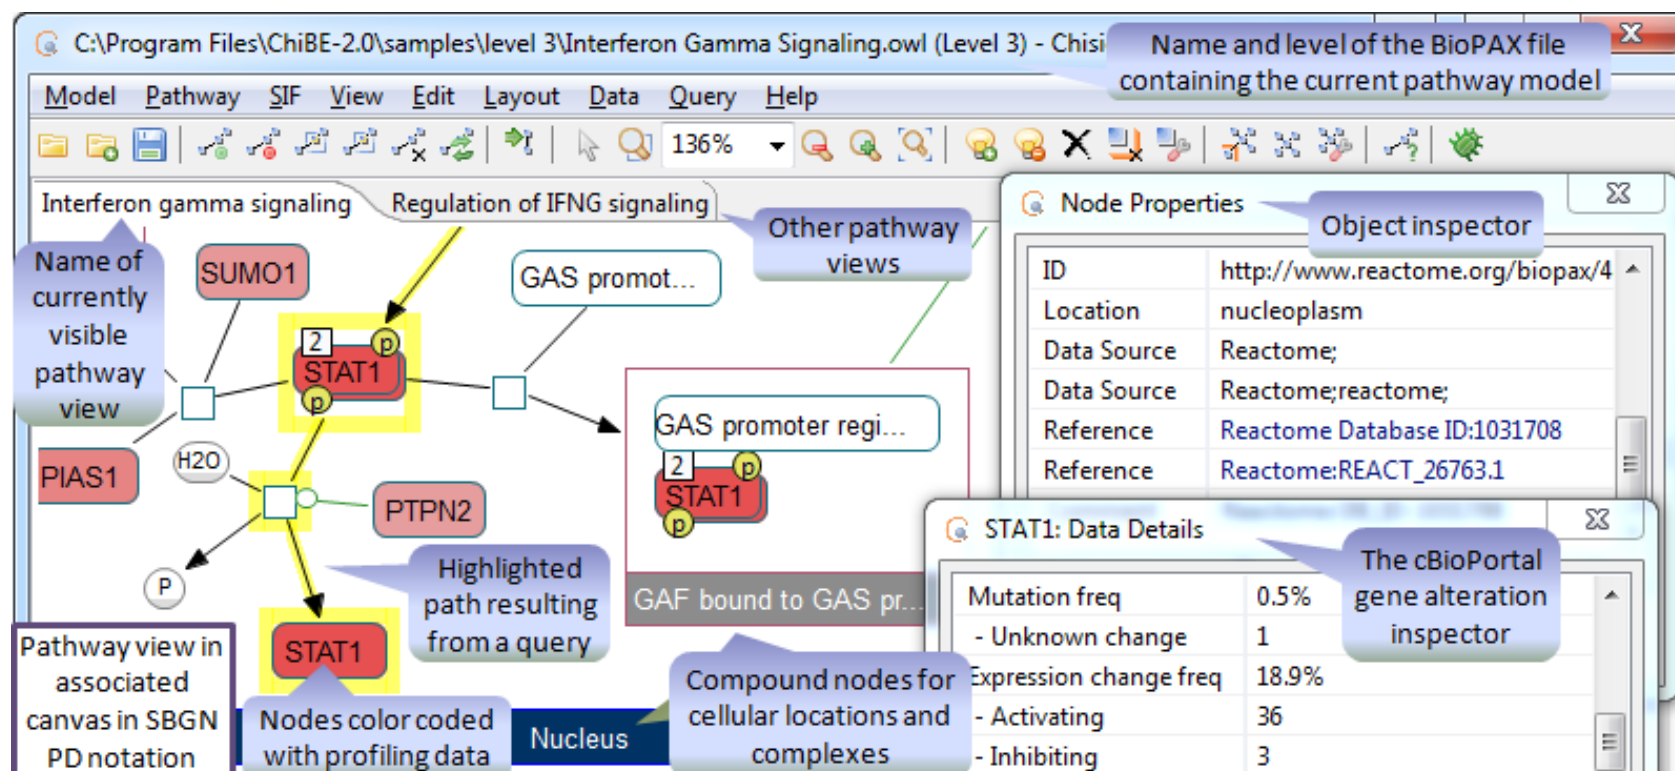 C:\Program Files\ChiBE-2.0\samples\level 3\Interferon Gamma Signaling.owl (Level 3) - Chisi
Name and level of the BioPAX file
containing the current pathway model
Model Pathway SIF View Edit Layout Data Query Help
136%
Interferon gamma signaling
Regulation of IFNG signaling
Other pathway
views
Name of
currently
visible
pathway
view
SUMO1
GAS promot...
2
p
STAT1
p
GAS promoter regi...
2
p
STAT1
p
GAF bound to GAS pr...
PIAS1
H2O
PTPN2
P
Highlighted
path resulting
from a query
STAT1
Pathway view in
associated
canvas in SBGN
PD notation
Nodes color coded
with profiling data
Nucleus
Compound nodes for
cellular locations and
complexes
Node Properties
Object inspector
ID http://www.reactome.org/biopax/4
Location nucleoplasm
Data Source Reactome;
Data Source Reactome;reactome;
Reference Reactome Database ID:1031708
Reference Reactome:REACT_26763.1
STAT1: Data Details
The cBioPortal
gene alteration
inspector
Mutation freq 0.5%
- Unknown change 1
Expression change freq 18.9%
- Activating 36
- Inhibiting 3